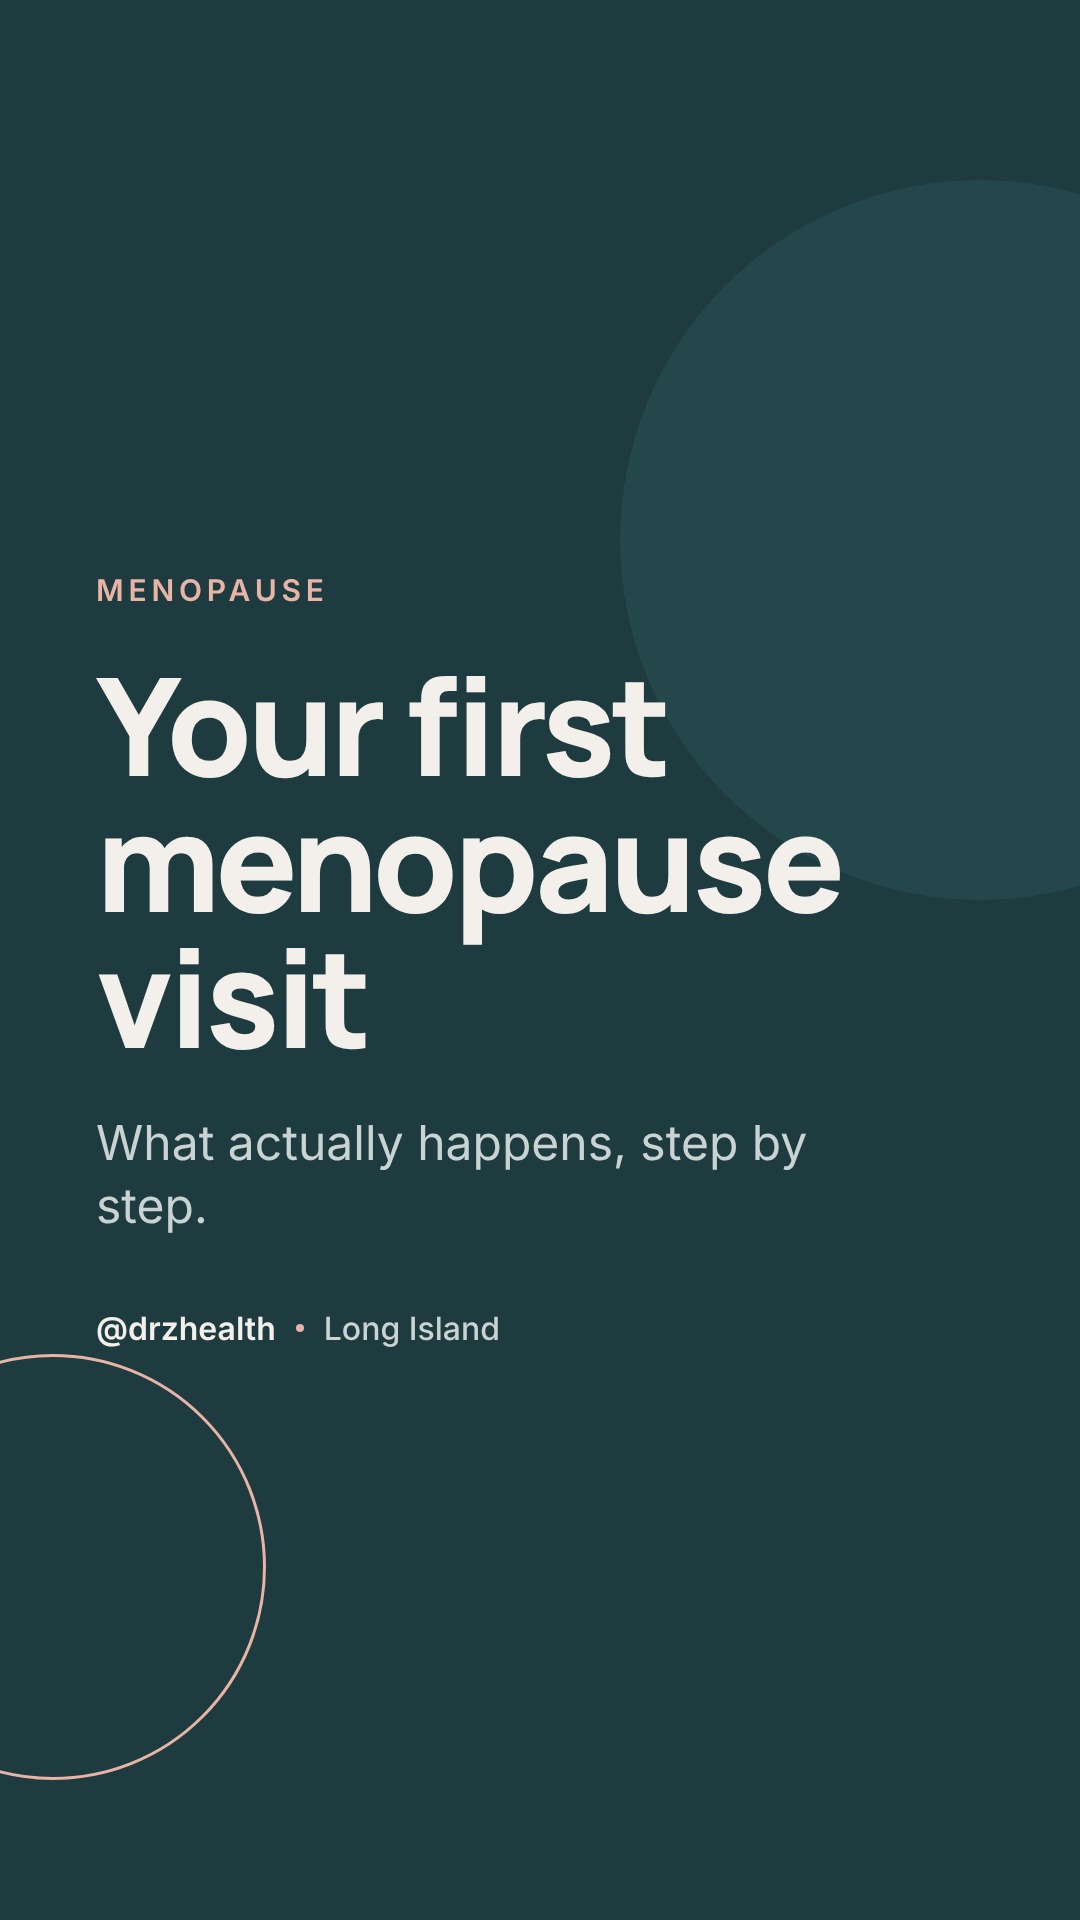 MENOPAUSE
Your first
menopause
visit
What actually happens, step by
step.
@drzhealth • Long Island